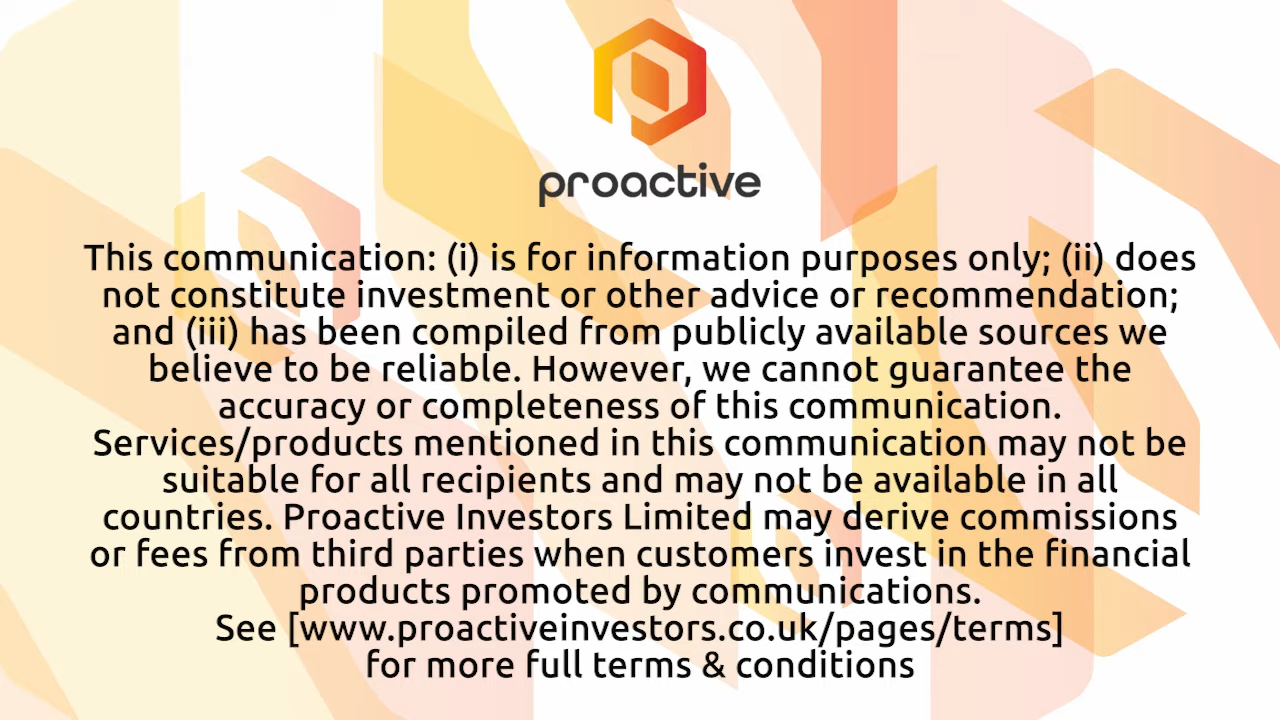 proactive
This communication: (i) is for information purposes only; (ii) does
not constitute investment or other advice or recommendation;
and (iii) has been compiled from publicly available sources we
believe to be reliable. However, we cannot guarantee the
accuracy or completeness of this communication.
Services/products mentioned in this communication may not be
suitable for all recipients and may not be available in all
countries. Proactive Investors Limited may derive commissions
or fees from third parties when customers invest in the financial
products promoted by communications.
See [www.proactiveinvestors.co.uk/pages/terms]
for more full terms & conditions